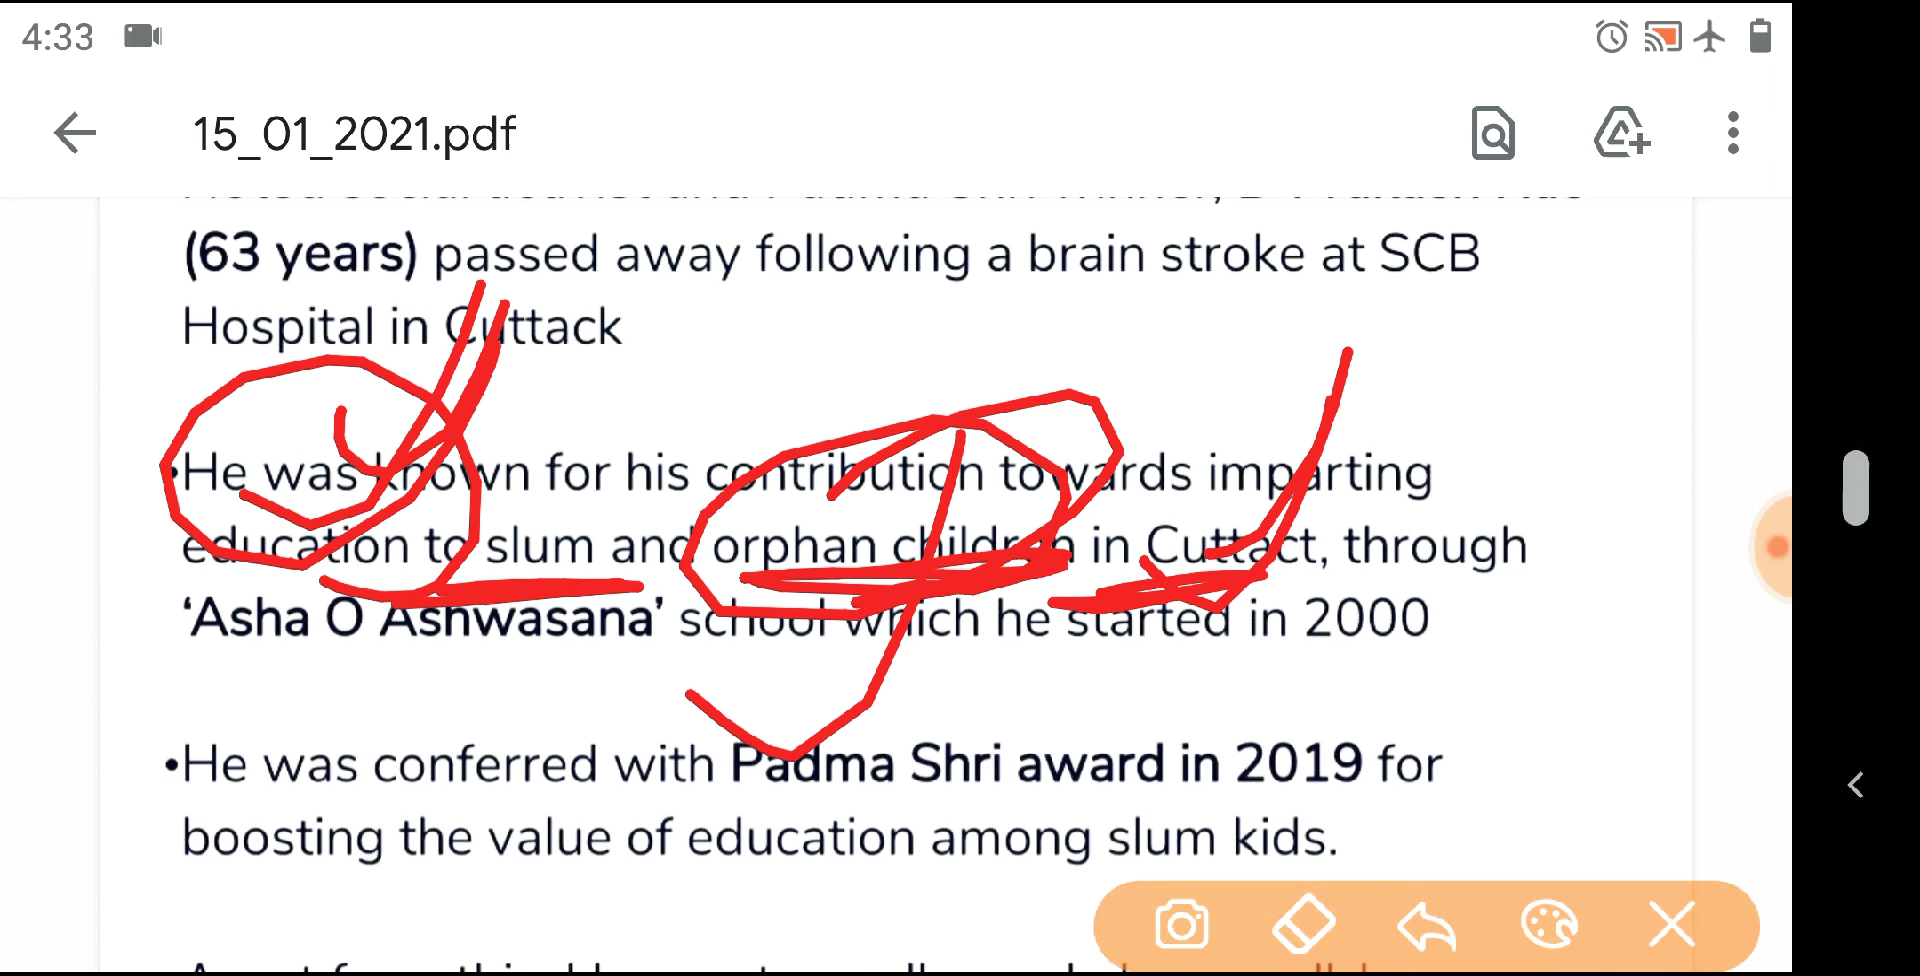 4:33
15_01_2021.pdf
(63 years) passed away following a brain stroke at SCB
Hospital in Cuttack
•He was known for his contribution towards imparting
education to slum and orphan children in Cuttact, through
‘Asha O Ashwasana’ school which he started in 2000
•He was conferred with Padma Shri award in 2019 for
boosting the value of education among slum kids.